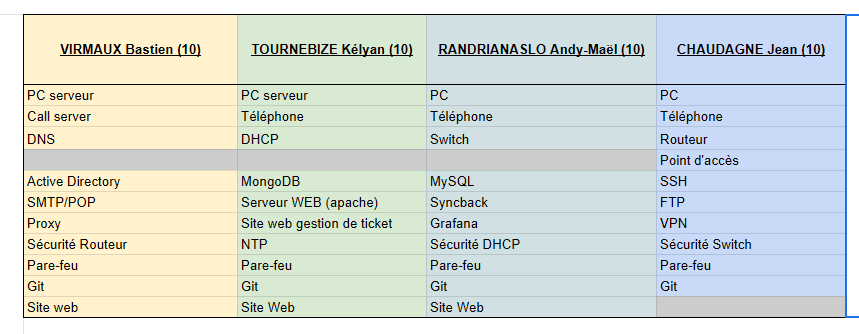 VIRMAUX Bastien (10) TOURNEBIZE Kélyan (10) RANDRIANASLO Andy-Maël (10) CHAUDAGNE Jean (10)
PC serveur PC serveur PC PC
Call server Téléphone Téléphone Téléphone
DNS DHCP Switch Routeur
Point d'accès
Active Directory MongoDB MySQL SSH
SMTP/POP Serveur WEB (apache) Syncback FTP
Proxy Site web gestion de ticket Grafana VPN
Sécurité Routeur NTP Sécurité DHCP Sécurité Switch
Pare-feu Pare-feu Pare-feu Pare-feu
Git Git Git Git
Site web Site Web Site Web